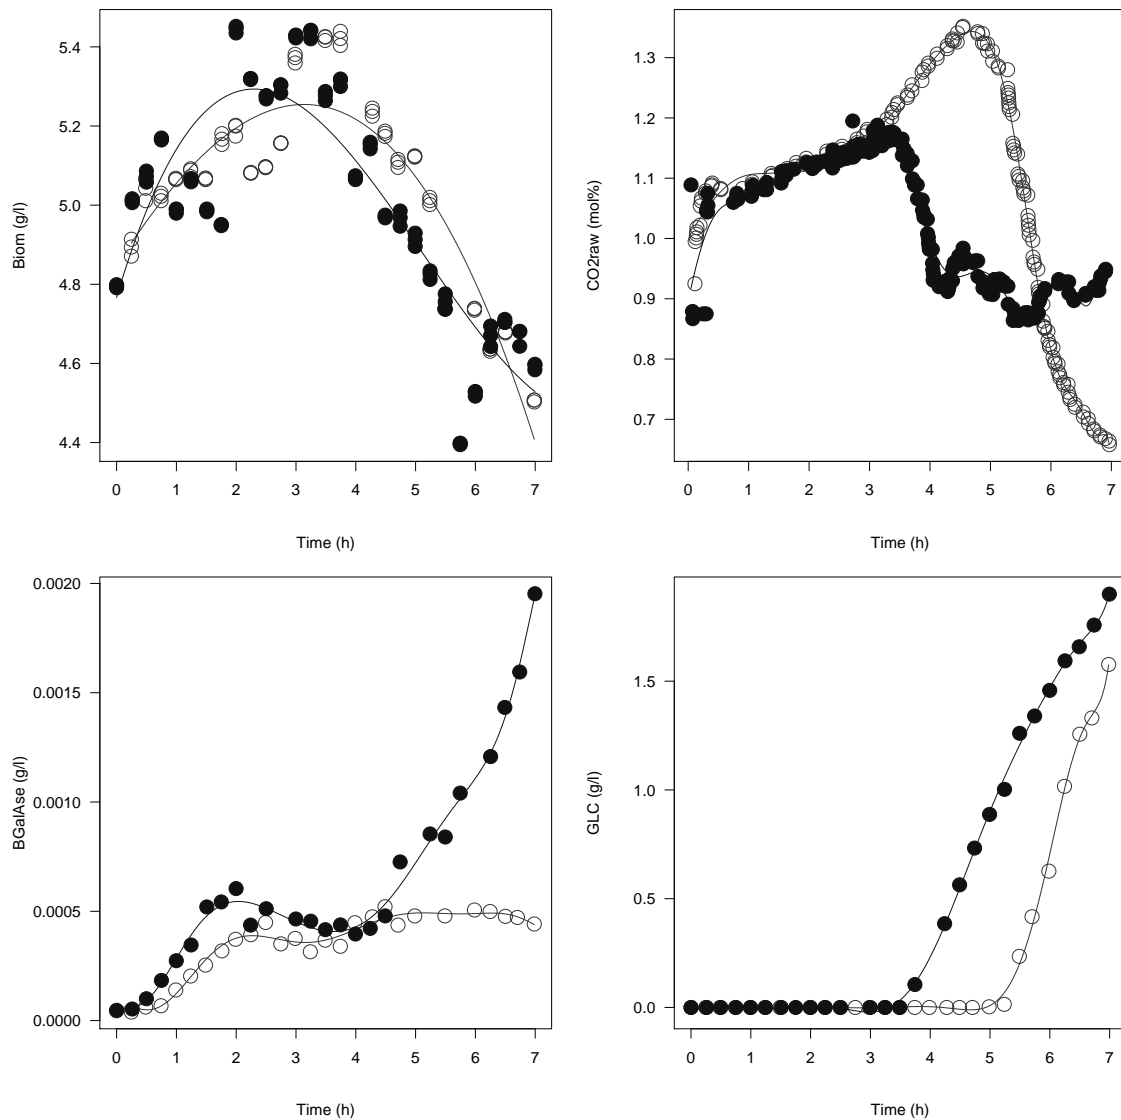 Biom (g/l)
5.4
5.2
5.0
4.8
4.6
4.4
0 1 2 3 4 5 6 7
Time (h)
CO2raw (mol%)
1.3
1.2
1.1
1.0
0.9
0.8
0.7
0 1 2 3 4 5 6 7
Time (h)
BGalAse (g/l)
0.0020
0.0015
0.0010
0.0005
0.0000
0 1 2 3 4 5 6 7
Time (h)
GLC (g/l)
1.5
1.0
0.5
0.0
0 1 2 3 4 5 6 7
Time (h)